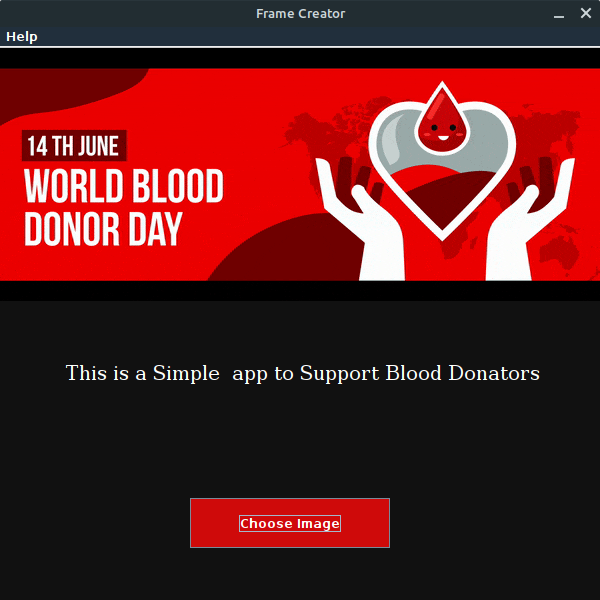 Frame Creator
Help
14 TH JUNE
WORLD BLOOD
DONOR DAY
This is a Simple  app to Support Blood Donators
Choose Image